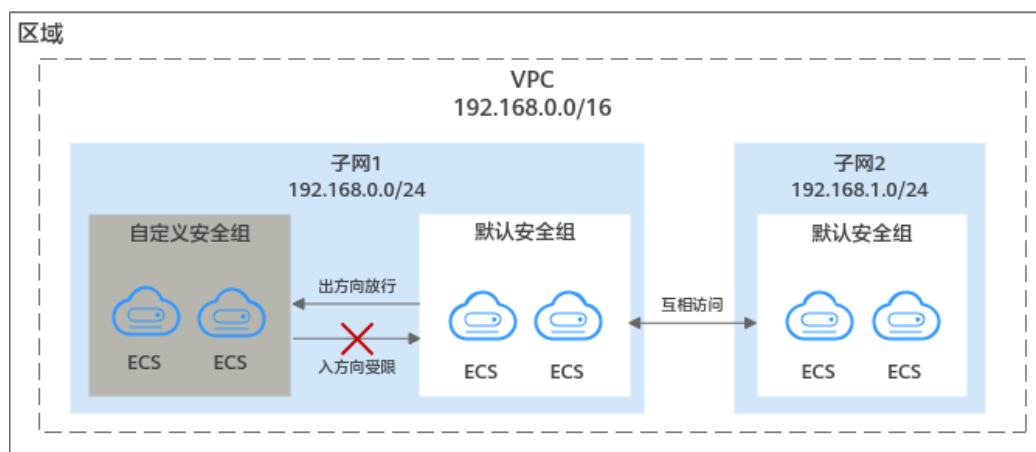 区域
VPC
192.168.0.0/16
子网1
192.168.0.0/24
子网2
192.168.1.0/24
自定义安全组
默认安全组
默认安全组
出方向放行
互相访问
入方向受限
ECS
ECS
ECS
ECS
ECS
ECS